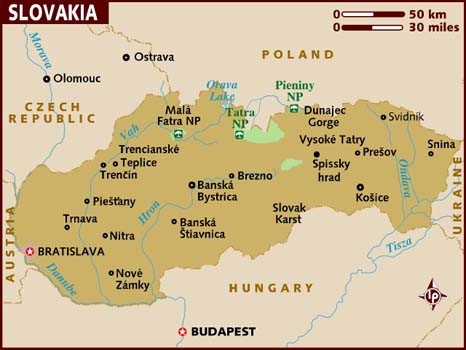 SLOVAKIA
0
50 km
0
30 miles
Morava
Ostrava
Olomouc
POLAND
CZECH
REPUBLIC
Orava
Lake
Pieniny
NP
Malá
Fatra NP
Tatra
NP
Dunajec
Gorge
Svidník
Vah
Trencianské
Teplice
Trenčín
Vysoké Tatry
Spissky
hrad
Prešov
Snina
Ondava
Brezno
Banská
Bystrica
Košice
Piešťany
Hron
Slovak
Karst
Trnava
Nitra
Banská
Štiavnica
AUSTRIA
UKRAINE
Tisza
BRATISLAVA
Danube
Nové
Zámky
HUNGARY
BUDAPEST
LP